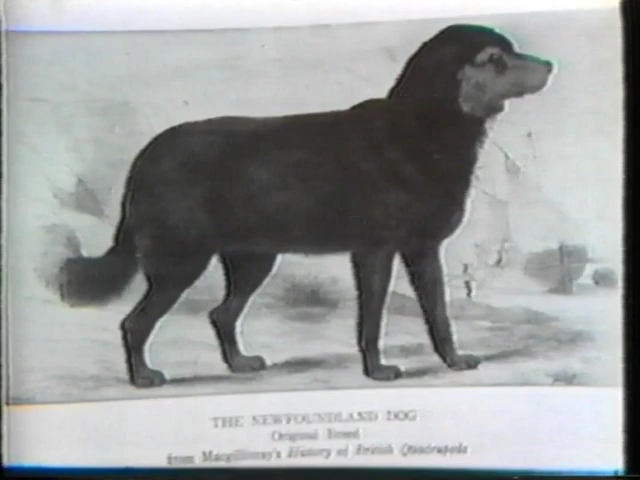 THE NEWFOUNDLAND DOG
Original Breed
from Macgillivray's History of British Quadrupeds